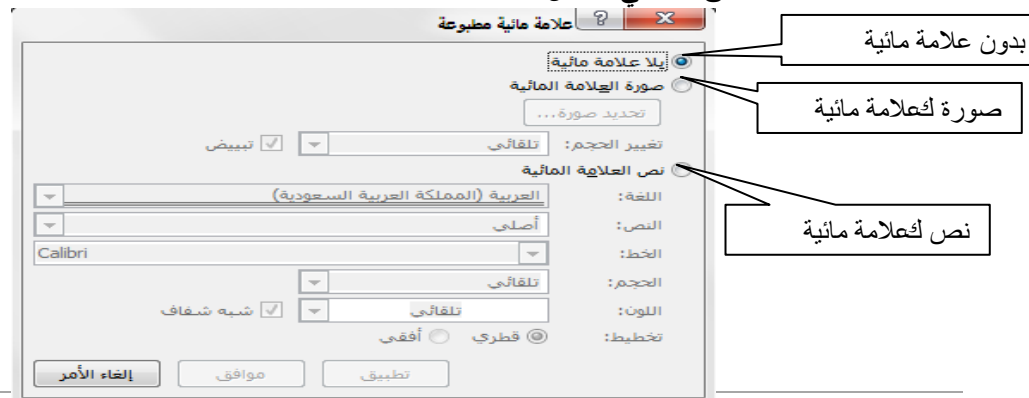 علامة مائية مطبوعة
بدون علامة مائية
بلا علامة مائية
صورة العلامة المائية
صورة كعلامة مائية
تحديد صورة...
تغيير الحجم: تلقائي تبييض
نص العلامة المائية
نص كعلامة مائية
اللغة: العربية (المملكة العربية السعودية)
النص: أصلي
الخط: Calibri
الحجم: تلقائي
اللون: تلقائي شبه شفاف
تخطيط: قطري أفقي
تطبيق موافق إلغاء الأمر